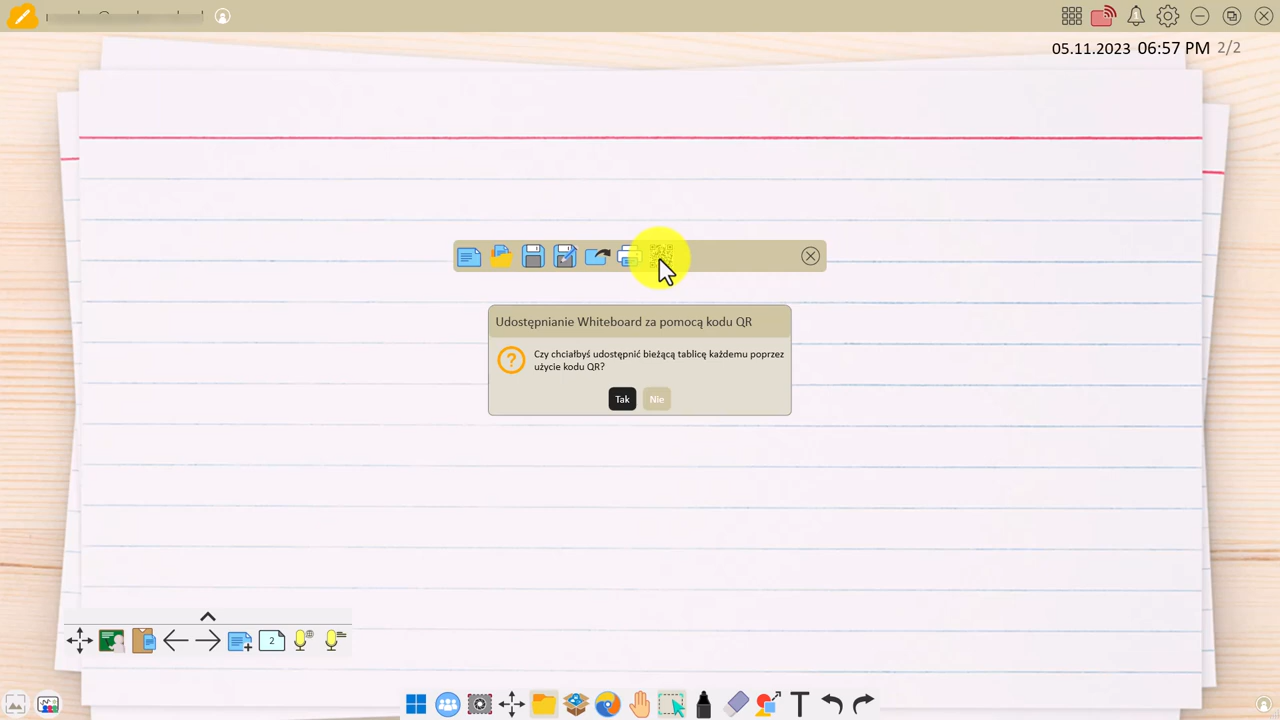 05.11.2023 06:57 PM 2/2
Udostępnianie Whiteboard za pomocą kodu QR
Czy chciałbyś udostępnić bieżącą tablicę każdemu poprzez
użycie kodu QR?
Tak Nie
2